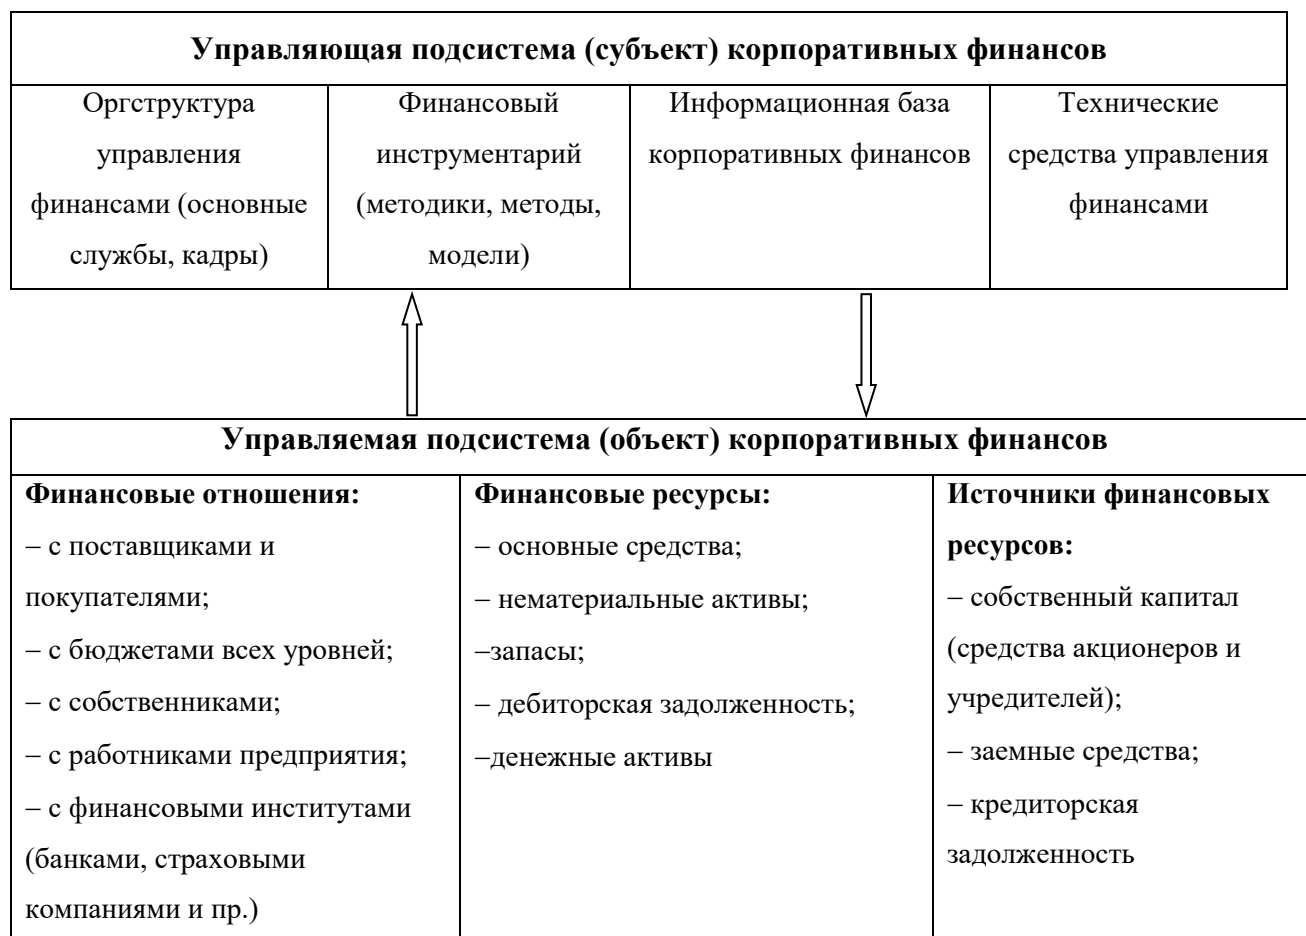 Управляющая подсистема (субъект) корпоративных финансов
Оргструктура
управления
финансами (основные
службы, кадры)
Финансовый
инструментарий
(методики, методы,
модели)
Информационная база
корпоративных финансов
Технические
средства управления
финансами
Управляемая подсистема (объект) корпоративных финансов
Финансовые отношения:
– с поставщиками и
покупателями;
– с бюджетами всех уровней;
– с собственниками;
– с работниками предприятия;
– с финансовыми институтами
(банками, страховыми
компаниями и пр.)
Финансовые ресурсы:
– основные средства;
– нематериальные активы;
–запасы;
– дебиторская задолженность;
–денежные активы
Источники финансовых
ресурсов:
– собственный капитал
(средства акционеров и
учредителей);
– заемные средства;
– кредиторская
задолженность